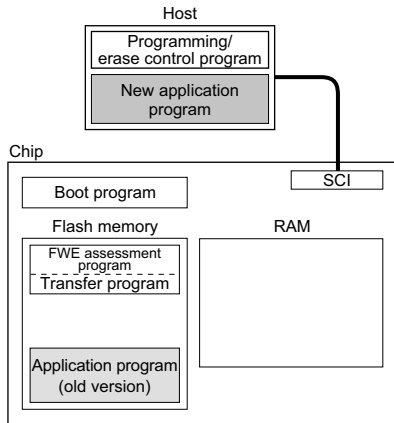 Host
Programming/
erase control program
New application
program
Chip
SCI
Boot program
Flash memory
RAM
FWE assessment
program
Transfer program
Application program
(old version)